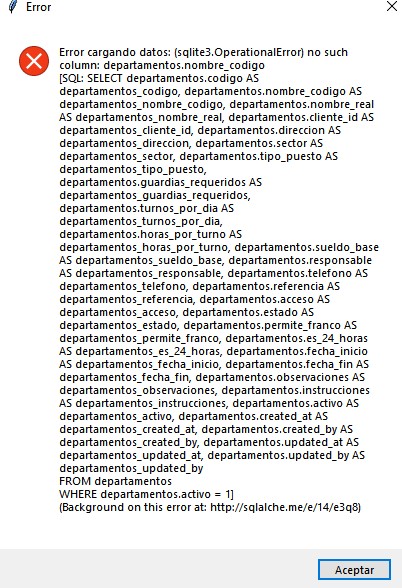 Error
Error cargando datos: (sqlite3.OperationalError) no such
column: departamentos.nombre_codigo
[SQL: SELECT departamentos.codigo AS
departamentos_codigo, departamentos.nombre_codigo AS
departamentos_nombre_codigo, departamentos.nombre_real
AS departamentos_nombre_real, departamentos.cliente_id AS
departamentos_cliente_id, departamentos.direccion AS
departamentos_direccion, departamentos.sector AS
departamentos_sector, departamentos.tipo_puesto AS
departamentos_tipo_puesto,
departamentos.guardias_requeridos AS
departamentos_guardias_requeridos,
departamentos.turnos_por_dia AS
departamentos_turnos_por_dia,
departamentos.horas_por_turno AS
departamentos_horas_por_turno, departamentos.sueldo_base
AS departamentos_sueldo_base, departamentos.responsable
AS departamentos_responsable, departamentos.telefono AS
departamentos_telefono, departamentos.referencia AS
departamentos_referencia, departamentos.acceso AS
departamentos_acceso, departamentos.estado AS
departamentos_estado, departamentos.permite_franco AS
departamentos_permite_franco, departamentos.es_24_horas
AS departamentos_es_24_horas, departamentos.fecha_inicio
AS departamentos_fecha_inicio, departamentos.fecha_fin AS
departamentos_fecha_fin, departamentos.observaciones AS
departamentos_observaciones, departamentos.instrucciones
AS departamentos_instrucciones, departamentos.activo AS
departamentos_activo, departamentos.created_at AS
departamentos_created_at, departamentos.created_by AS
departamentos_created_by, departamentos.updated_at AS
departamentos_updated_at, departamentos.updated_by AS
departamentos_updated_by
FROM departamentos
WHERE departamentos.activo = 1]
(Background on this error at: http://sqlalche.me/e/14/e3q8)
Aceptar